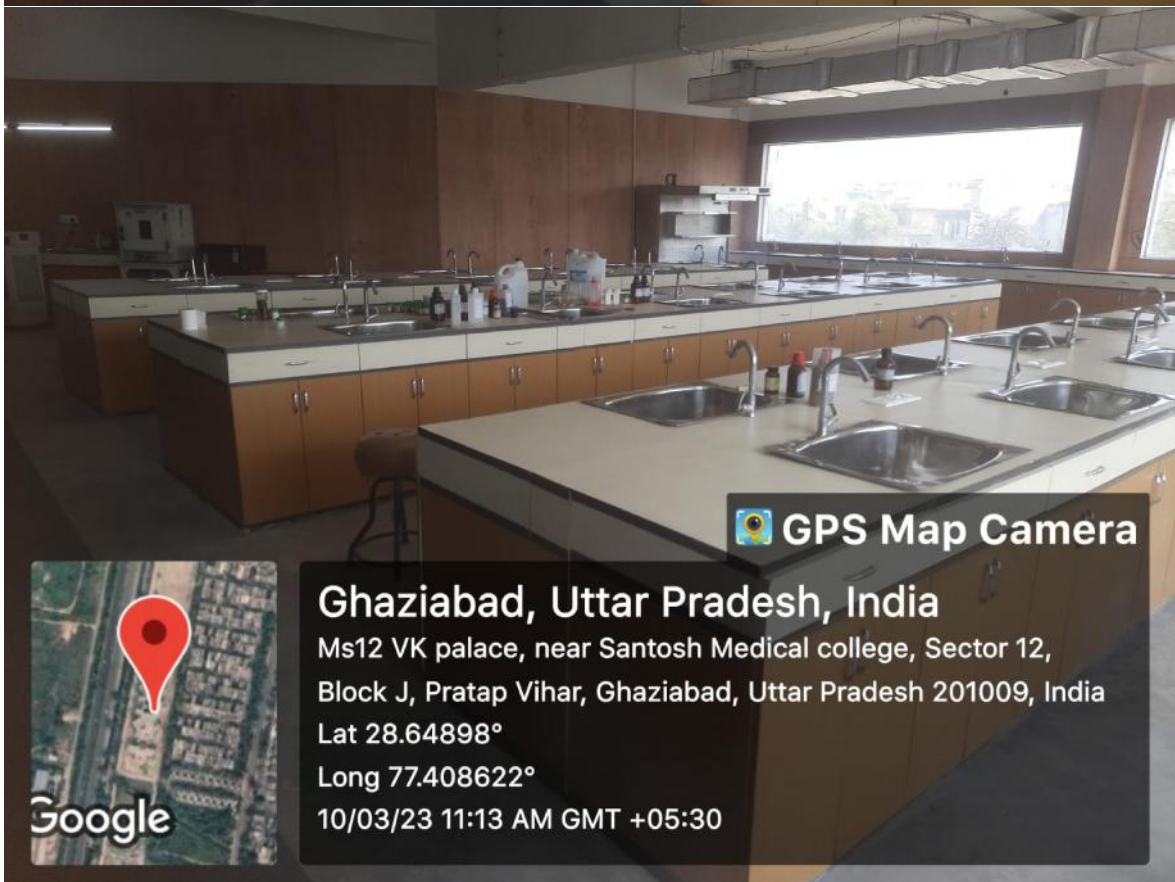 GPS Map Camera
Ghaziabad, Uttar Pradesh, India
Ms12 VK palace, near Santosh Medical college, Sector 12,
Block J, Pratap Vihar, Ghaziabad, Uttar Pradesh 201009, India
Lat 28.64898°
Long 77.408622°
10/03/23 11:13 AM GMT +05:30
Google